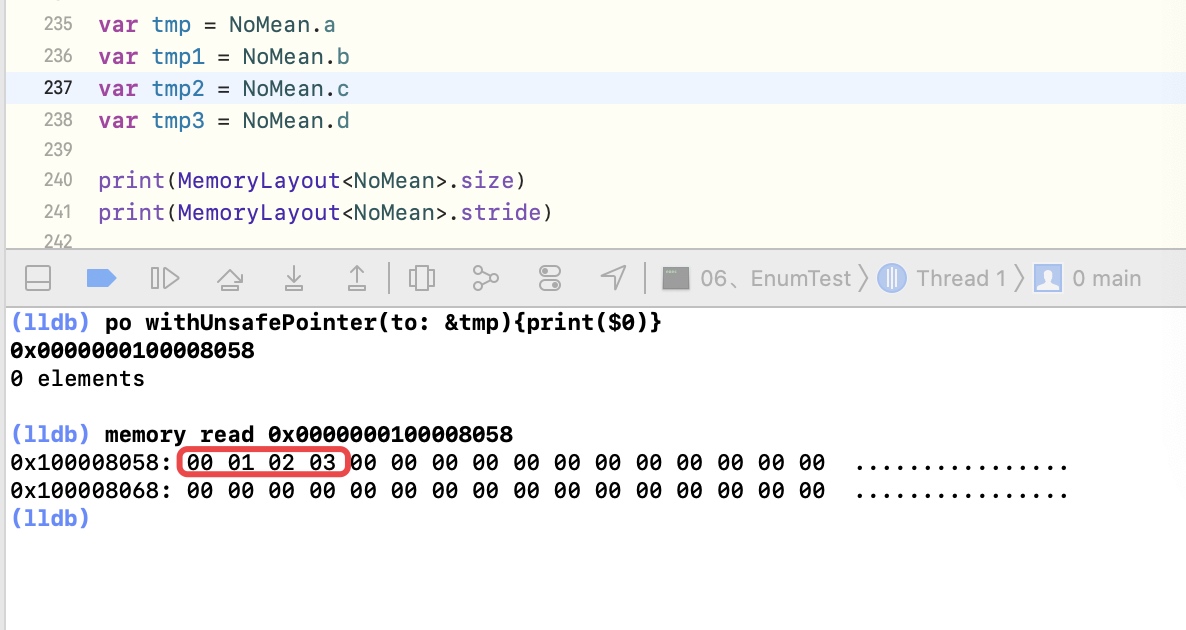 235 var tmp = NoMean.a
236 var tmp1 = NoMean.b
237 var tmp2 = NoMean.c
238 var tmp3 = NoMean.d
239
240 print(MemoryLayout<NoMean>.size)
241 print(MemoryLayout<NoMean>.stride)
242
06、EnumTest 〉 Thread 1 〉 0 main
(lldb) po withUnsafePointer(to: &tmp){print($0)}
0x0000000100008058
0 elements
(lldb) memory read 0x0000000100008058
0x100008058: 00 01 02 03 00 00 00 00 00 00 00 00 00 00 00 00 ................
0x100008068: 00 00 00 00 00 00 00 00 00 00 00 00 00 00 00 00 ................
(lldb)